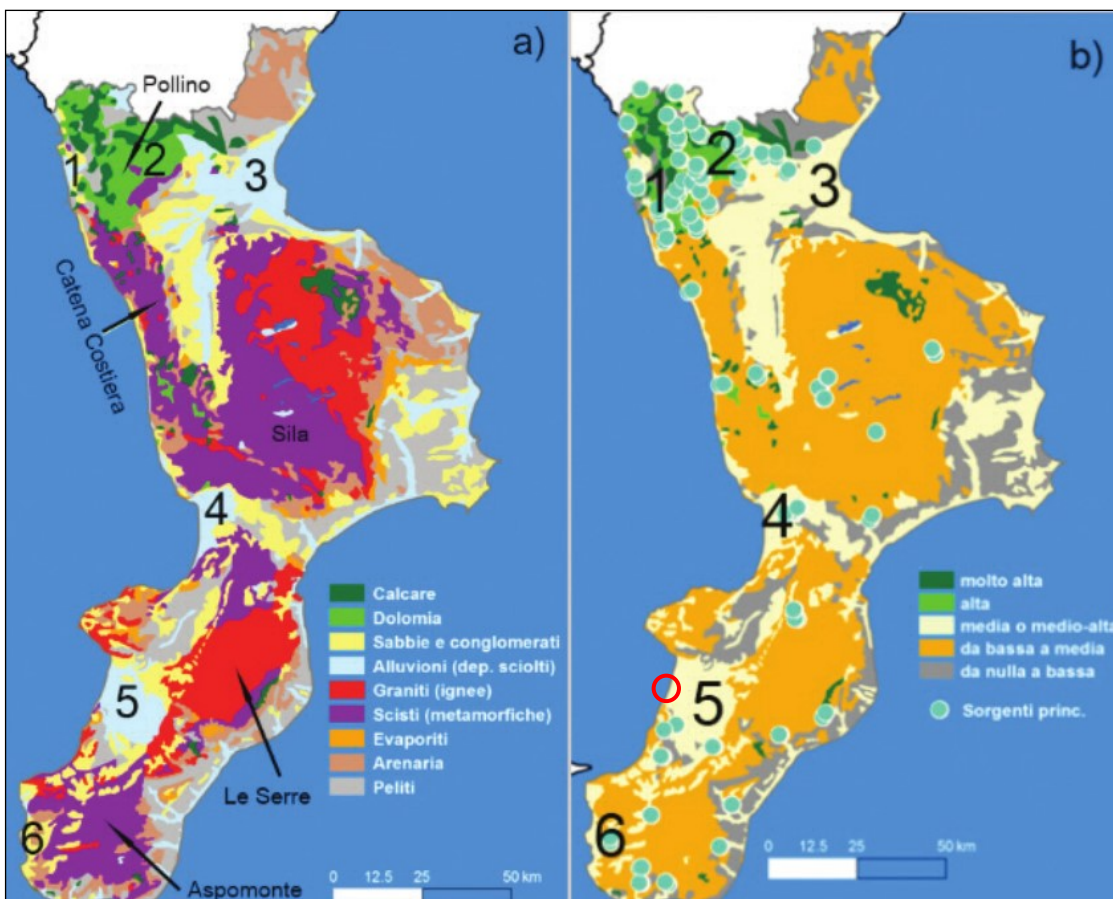 a)
Pollino
1
2
3
Catena Costiera
Sila
4
Calcare
Dolomia
Sabbie e conglomerati
Alluvioni (dep. sciolti)
Graniti (ignee)
Scisti (metamorfiche)
Evaporiti
Arenaria
Peliti
5
Le Serre
6
Aspomonte
0 12.5 25 50 km
b)
1
2
3
4
molto alta
alta
media o medio-alta
da bassa a media
da nulla a bassa
Sorgenti princ.
5
6
0 12.5 25 50 km